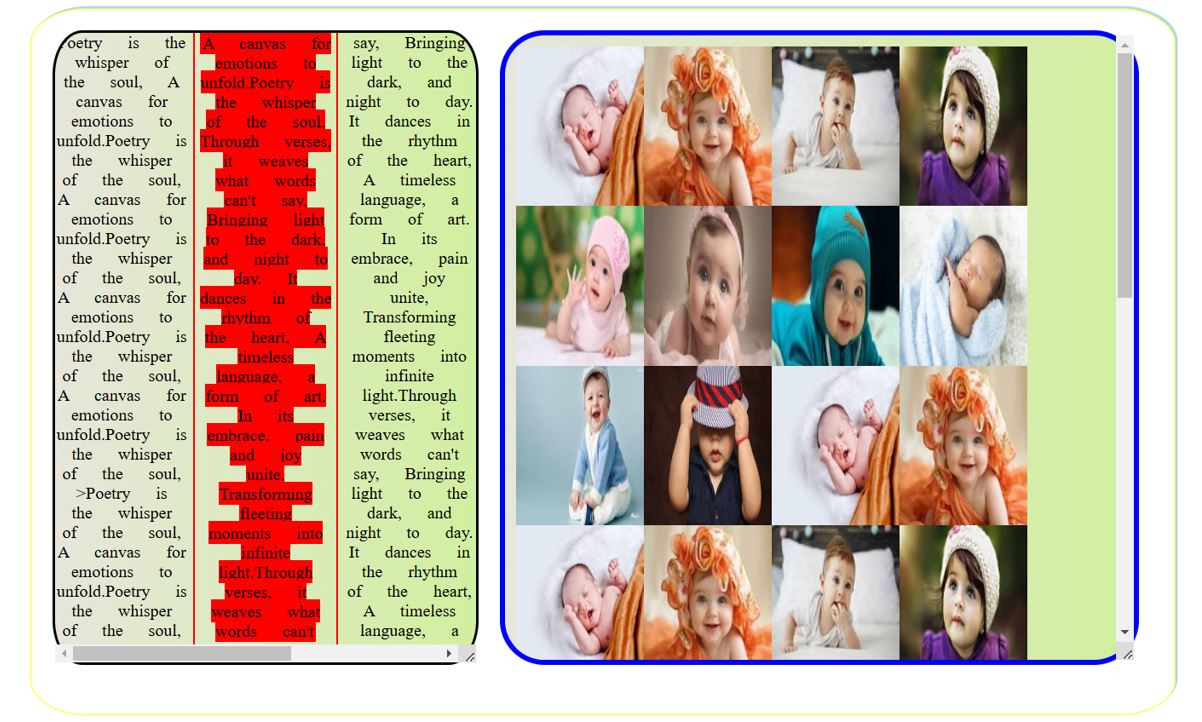 Poetry is the
whisper of
the soul, A
canvas for
emotions to
unfold.Poetry is
the whisper
of the soul,
A canvas for
emotions to
unfold.Poetry is
the whisper
of the soul,
A canvas for
emotions to
unfold.Poetry is
the whisper
of the soul,
A canvas for
emotions to
unfold.Poetry is
the whisper
of the soul,
>Poetry is
the whisper
of the soul,
A canvas for
emotions to
unfold.Poetry is
the whisper
of the soul,
A canvas for
emotions to
unfold.Poetry is
the whisper
of the soul,
Through verses,
it weaves
what words
can't say,
Bringing light
to the dark,
and night to
day. It
dances in the
rhythm of
the heart, A
timeless
language, a
form of art.
In its
embrace, pain
and joy
unite,
Transforming
fleeting
moments into
infinite
light.Through
verses, it
weaves what
words can't
say, Bringing
light to the
dark, and
night to day.
It dances in
the rhythm
of the heart,
A timeless
language, a
form of art.
In its
embrace, pain
and joy
unite,
Transforming
fleeting
moments into
infinite
light.Through
verses, it
weaves what
words can't
say, Bringing
light to the
dark, and
night to day.
It dances in
the rhythm
of the heart,
A timeless
language, a